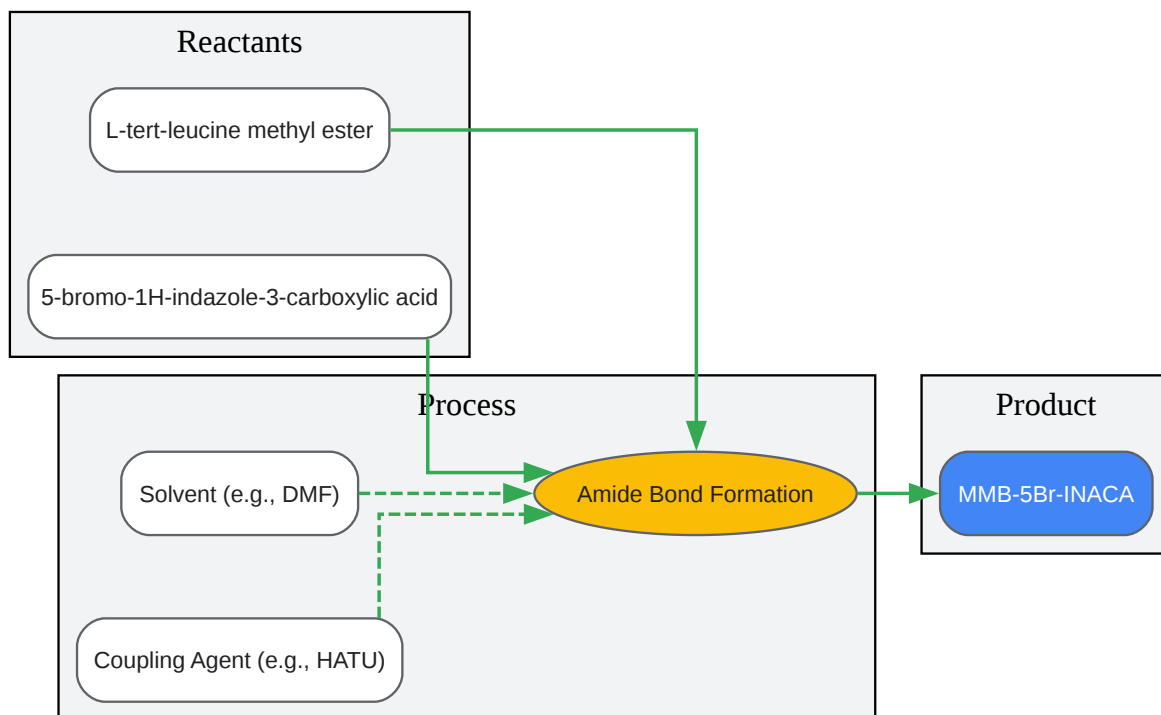 Reactants
L-tert-leucine methyl ester
5-bromo-1H-indazole-3-carboxylic acid
Process
Solvent (e.g., DMF)
Amide Bond Formation
Coupling Agent (e.g., HATU)
Product
MMB-5Br-INACA